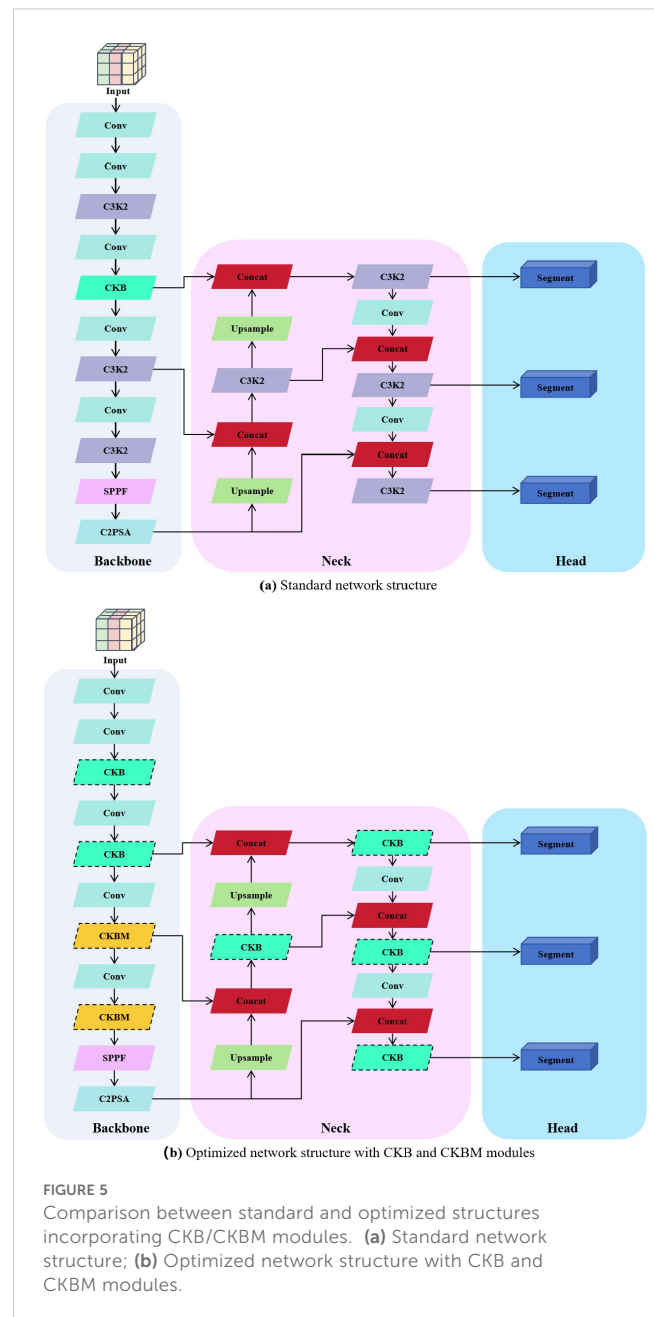 Input
Conv
Conv
C3K2
Conv
CKB
Conv
C3K2
Conv
C3K2
SPPF
C2PSA
Backbone
Concat
Upsample
C3K2
Concat
Upsample
C3K2
Conv
Concat
C3K2
Conv
Concat
C3K2
Neck
Segment
Segment
Segment
Head
(a) Standard network structure
Input
Conv
Conv
CKB
Conv
CKB
Conv
CKBM
Conv
CKBM
SPPF
C2PSA
Backbone
Concat
Upsample
CKB
Concat
Upsample
CKB
Conv
Concat
CKB
Conv
Concat
CKB
Neck
Segment
Segment
Segment
Head
(b) Optimized network structure with CKB and CKBM modules
FIGURE 5
Comparison between standard and optimized structures
incorporating CKB/CKBM modules. (a) Standard network
structure; (b) Optimized network structure with CKB and
CKBM modules.